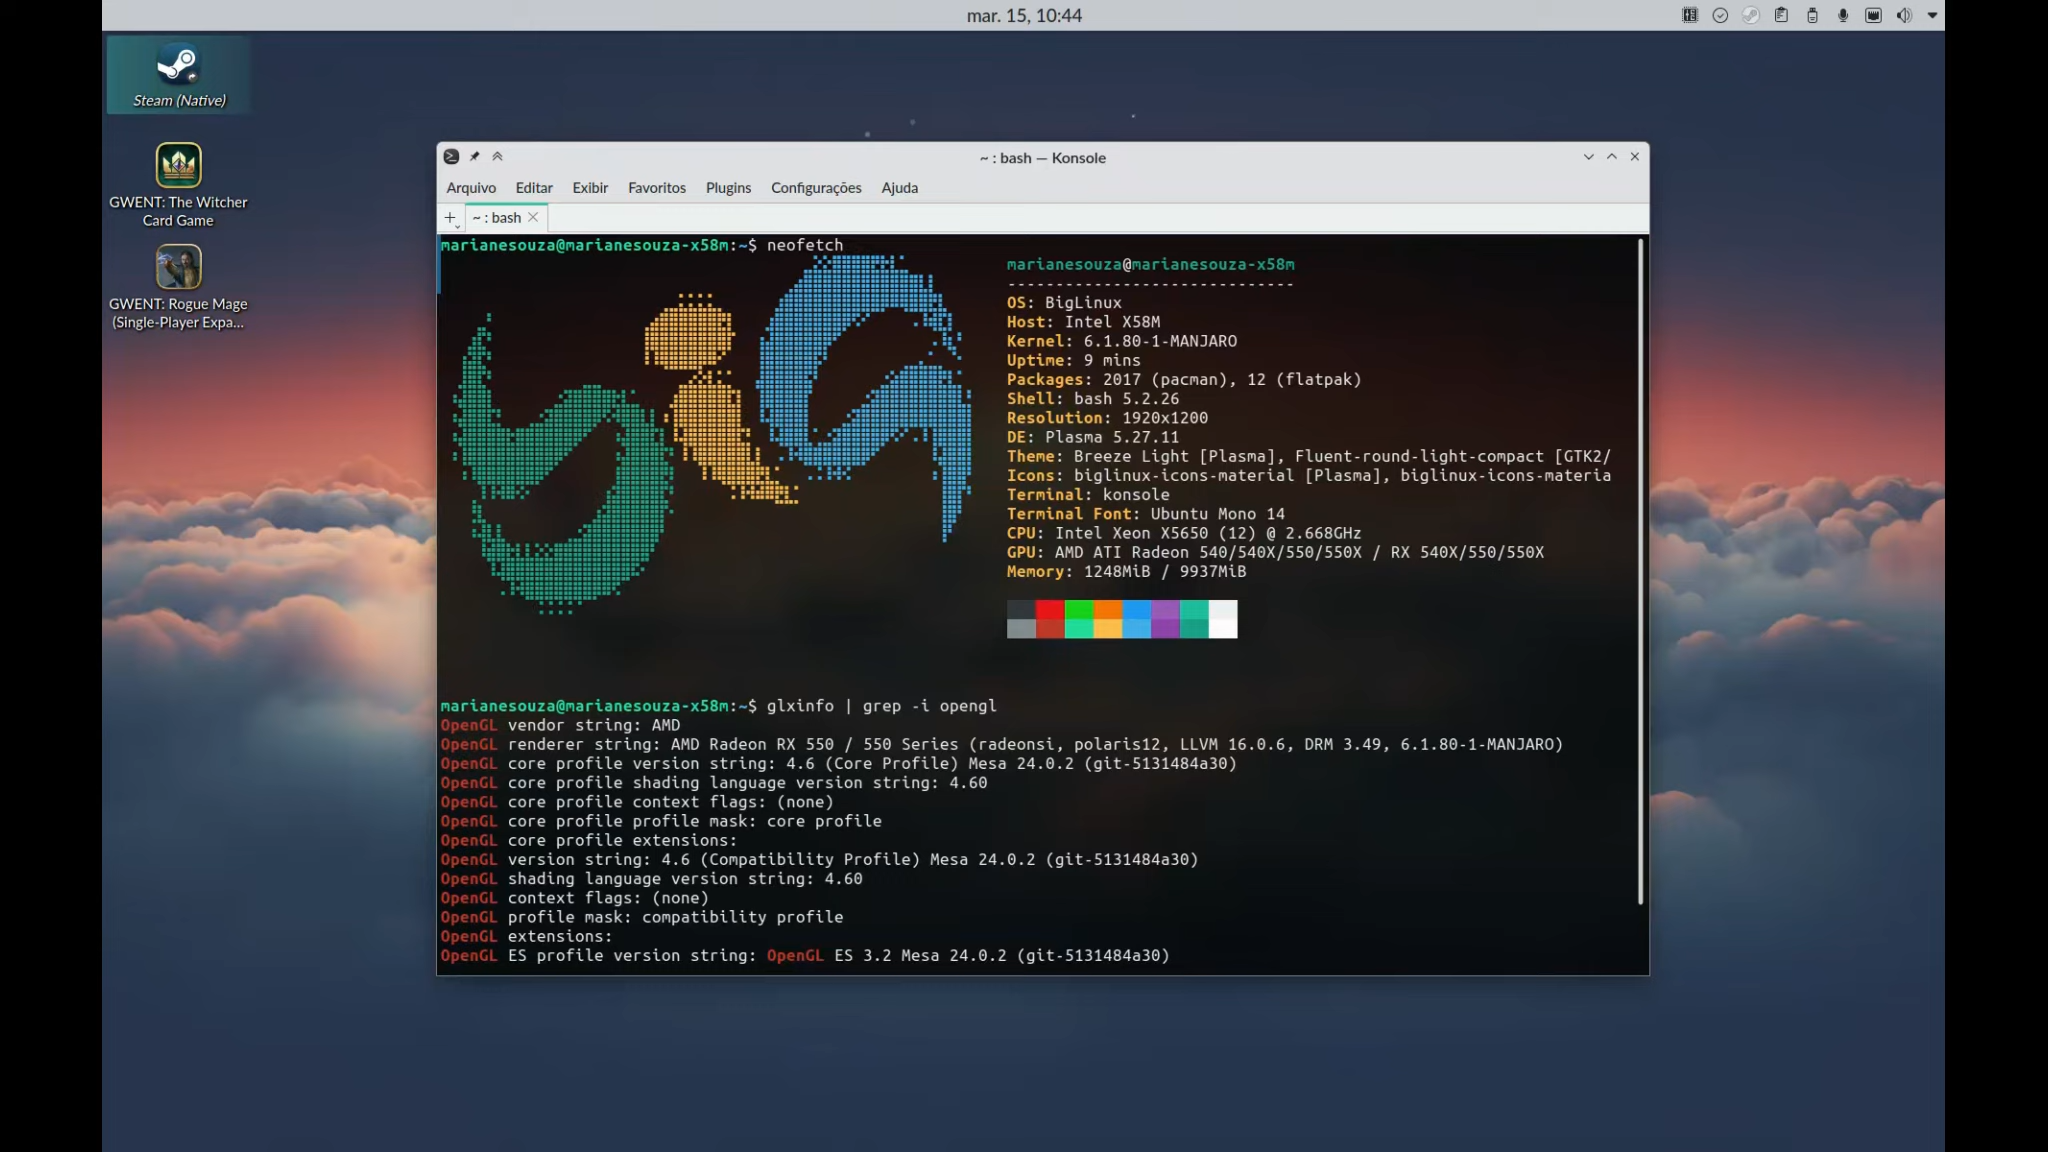 mar. 15, 10:44
Steam (Native)
GWENT: The Witcher
Card Game
GWENT: Rogue Mage
(Single-Player Expa...
~ : bash — Konsole
Arquivo Editar Exibir Favoritos Plugins Configurações Ajuda
~ : bash
marianesouza@marianesouza-x58m:~$ neofetch
marianesouza@marianesouza-x58m
------------------------------
OS: BigLinux
Host: Intel X58M
Kernel: 6.1.80-1-MANJARO
Uptime: 9 mins
Packages: 2017 (pacman), 12 (flatpak)
Shell: bash 5.2.26
Resolution: 1920x1200
DE: Plasma 5.27.11
Theme: Breeze Light [Plasma], Fluent-round-light-compact [GTK2/
Icons: biglinux-icons-material [Plasma], biglinux-icons-materia
Terminal: konsole
Terminal Font: Ubuntu Mono 14
CPU: Intel Xeon X5650 (12) @ 2.668GHz
GPU: AMD ATI Radeon 540/540X/550/550X / RX 540X/550/550X
Memory: 1248MiB / 9937MiB
marianesouza@marianesouza-x58m:~$ glxinfo | grep -i opengl
OpenGL vendor string: AMD
OpenGL renderer string: AMD Radeon RX 550 / 550 Series (radeonsi, polaris12, LLVM 16.0.6, DRM 3.49, 6.1.80-1-MANJARO)
OpenGL core profile version string: 4.6 (Core Profile) Mesa 24.0.2 (git-5131484a30)
OpenGL core profile shading language version string: 4.60
OpenGL core profile context flags: (none)
OpenGL core profile profile mask: core profile
OpenGL core profile extensions:
OpenGL version string: 4.6 (Compatibility Profile) Mesa 24.0.2 (git-5131484a30)
OpenGL shading language version string: 4.60
OpenGL context flags: (none)
OpenGL profile mask: compatibility profile
OpenGL extensions:
OpenGL ES profile version string: OpenGL ES 3.2 Mesa 24.0.2 (git-5131484a30)